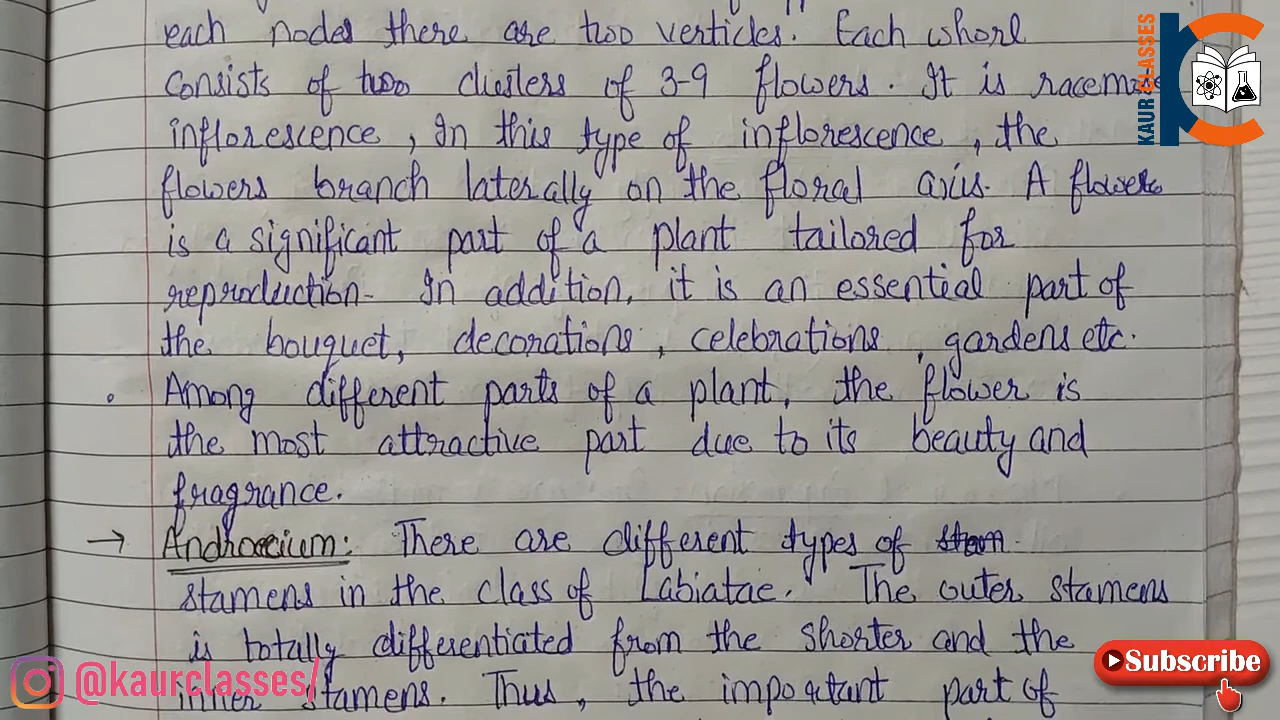 each nodes there are two verticles. Each whorl
consists of two clusters of 3-9 flowers. It is racemose
inflorescence, In this type of inflorescence, the
flowers branch laterally on the floral axis. A flower
is a significant part of a plant tailored for
reproduction. In addition, it is an essential part of
the bouquet, decorations, celebrations, gardens etc.
Among different parts of a plant, the flower is
the most attractive part due to its beauty and
fragrance.
→ Androecium: There are different types of
stamens in the class of Labiatae. The outer stamens
is totally differentiated from the shorter and the
inner stamens. Thus, the important part of
KAUR CLASSES
@kaurclasses/
Subscribe